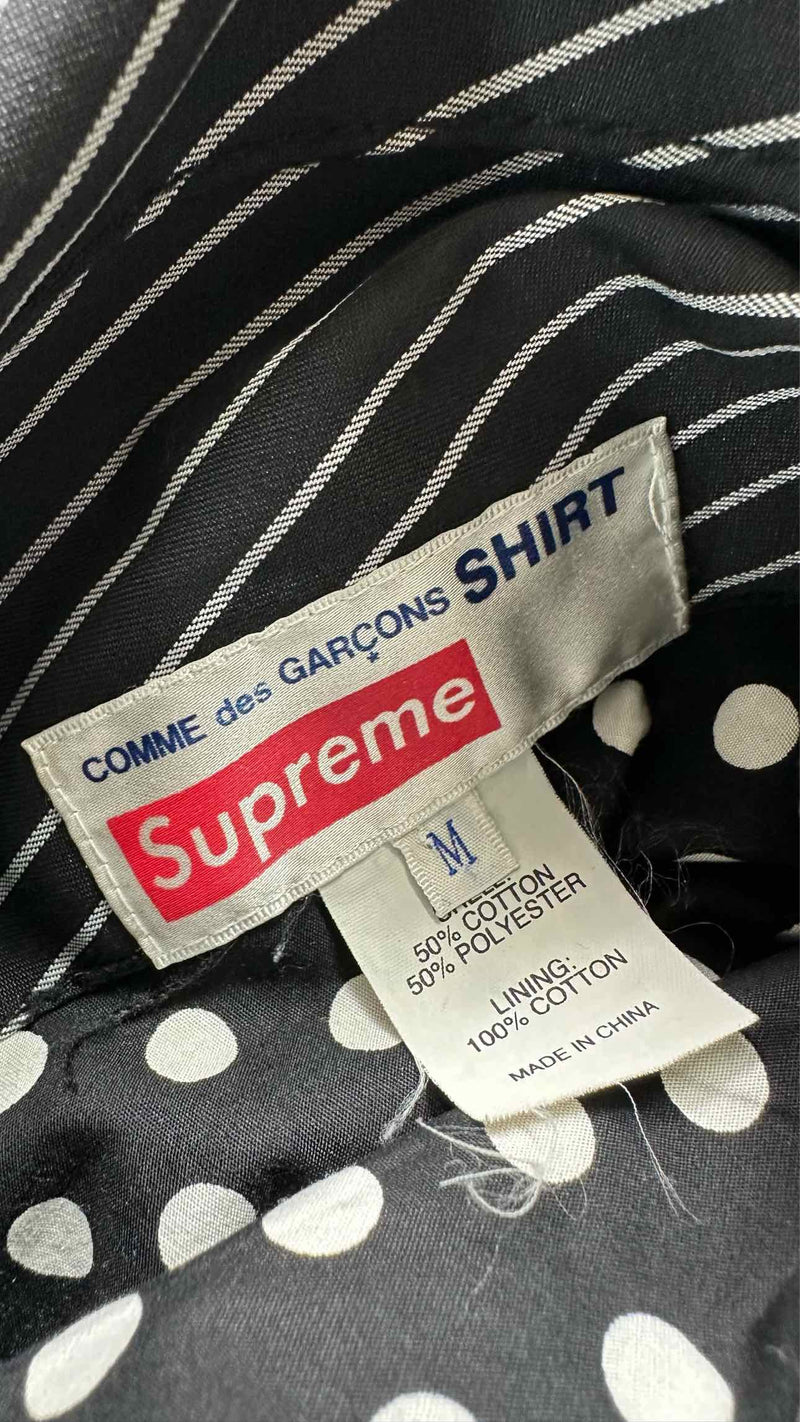 COMME des GARÇONS SHIRT
Supreme
M
50% COTTON
50% POLYESTER
LINING:
100% COTTON
MADE IN CHINA